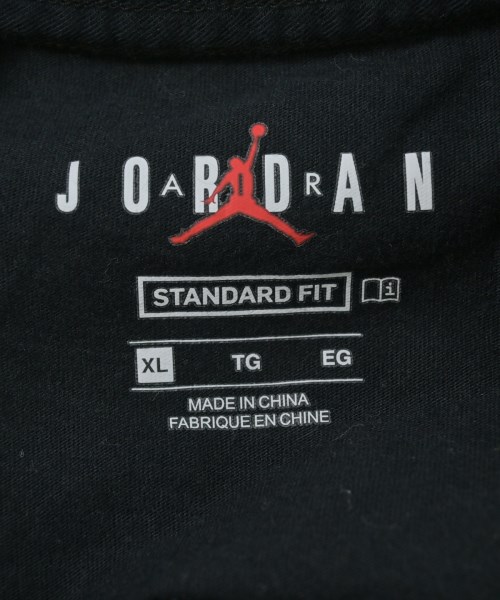 JORDAN
AIR
STANDARD FIT i
XL TG EG
MADE IN CHINA
FABRIQUE EN CHINE